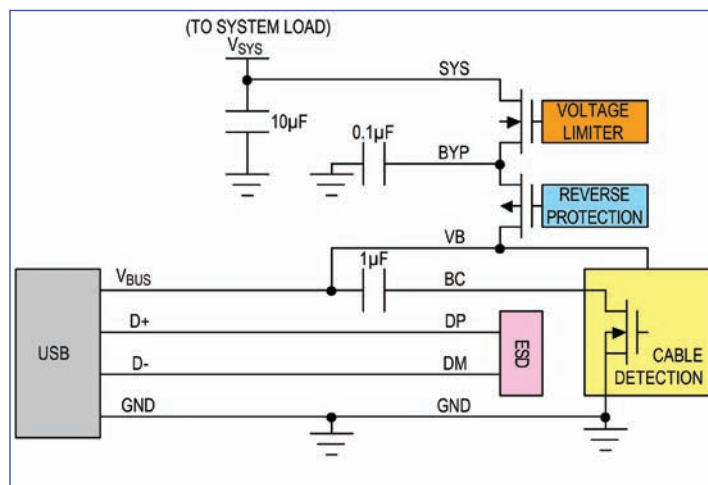 (TO SYSTEM LOAD)
VSYS
SYS
10µF
VOLTAGE
LIMITER
0.1µF
BYP
REVERSE
PROTECTION
VB
1µF
VBUS
BC
D+
DP
USB
ESD
D-
DM
CABLE
DETECTION
GND
GND